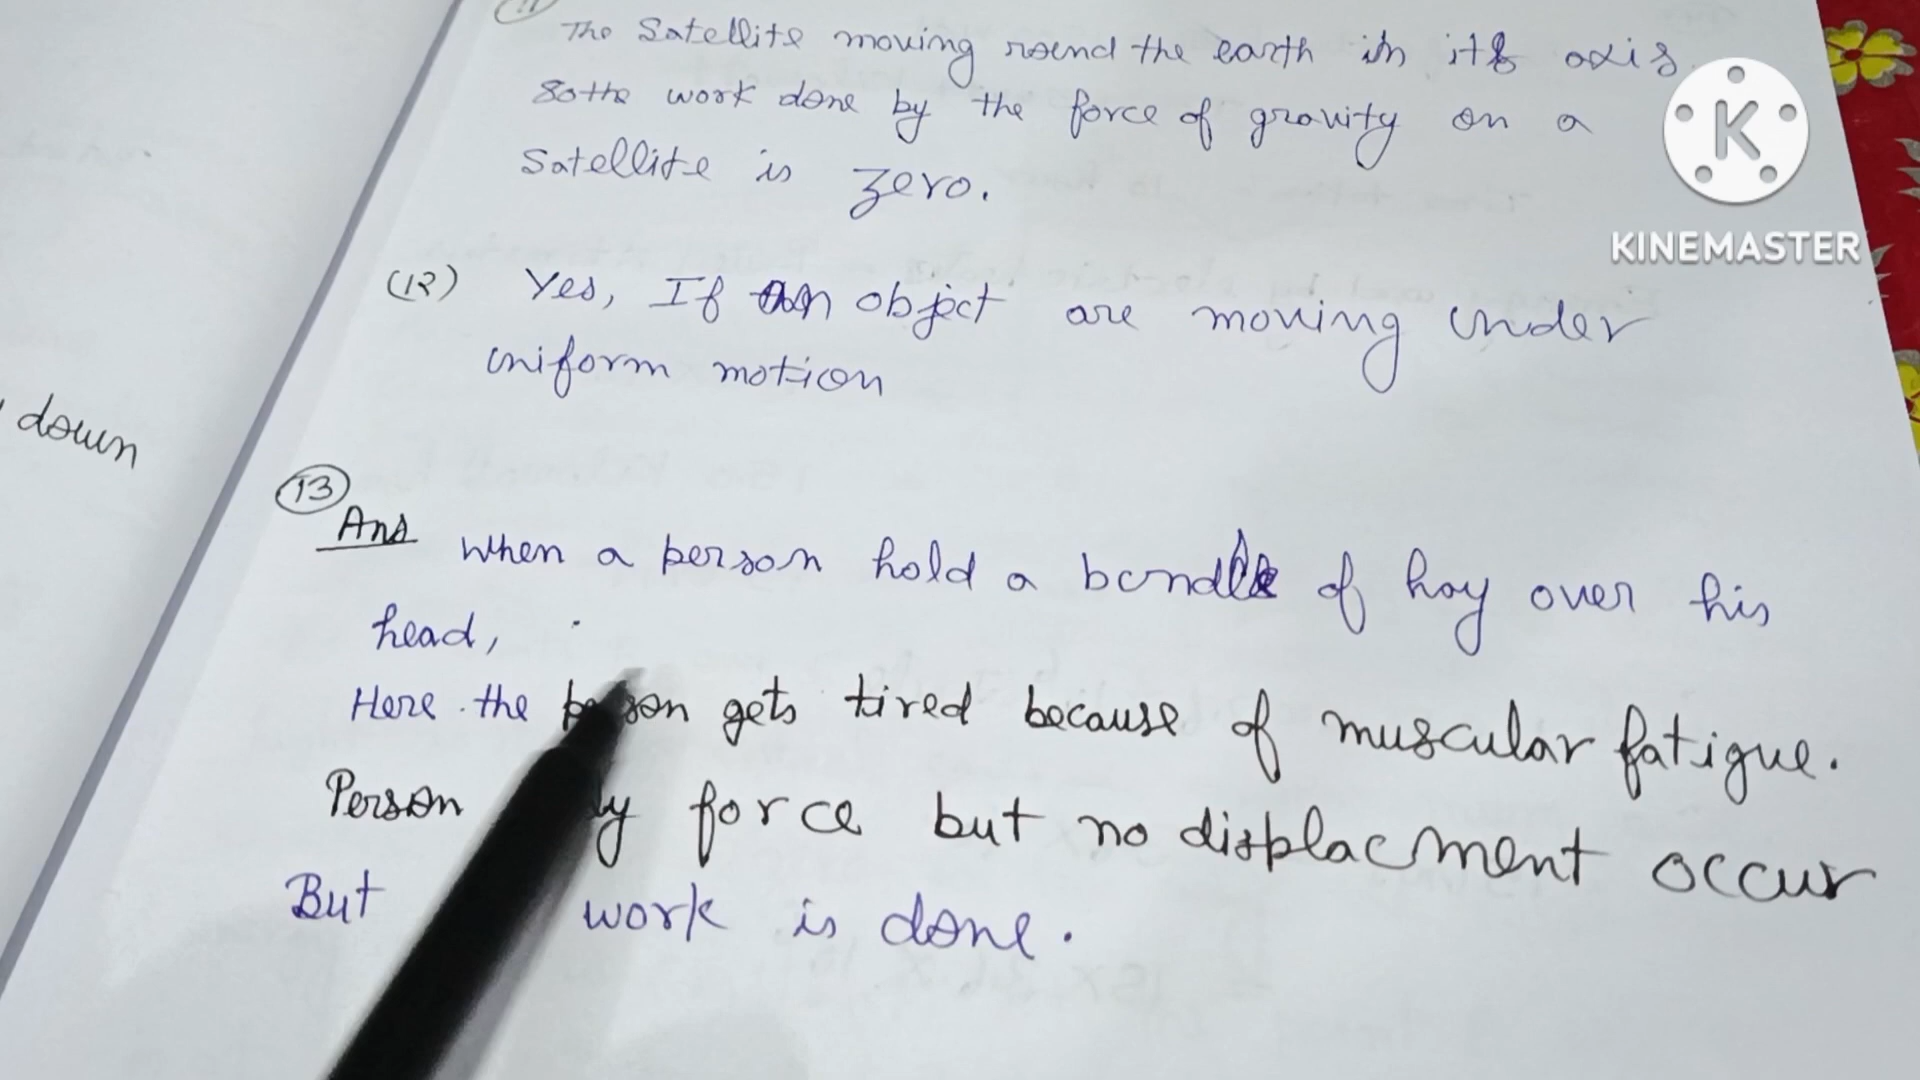 11
The Satellite moving round the earth in its axis.
So the work done by the force of gravity on a
Satellite is zero.
(12) Yes, If an object are moving under
uniform motion
down
13
Ans When a person hold a bundle of hay over his
head,
Here the person gets tired because of muscular fatigue.
Person force but no displacment occur
But work is done.
K
KINEMASTER